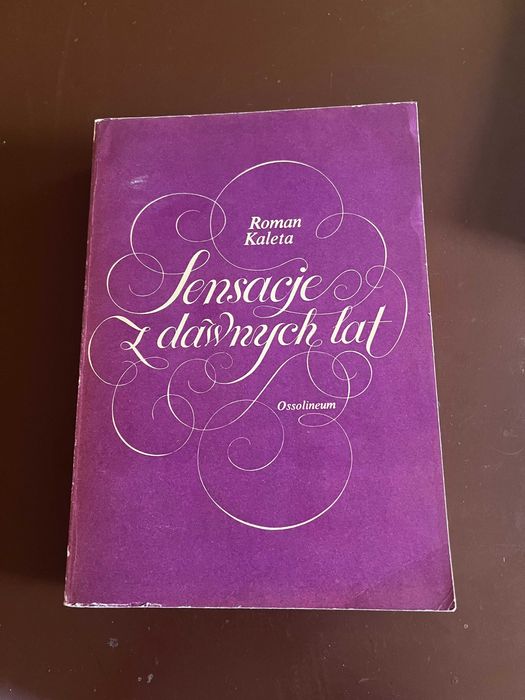 Roman
Kaleta
Sensacje
z dawnych lat
Ossolineum